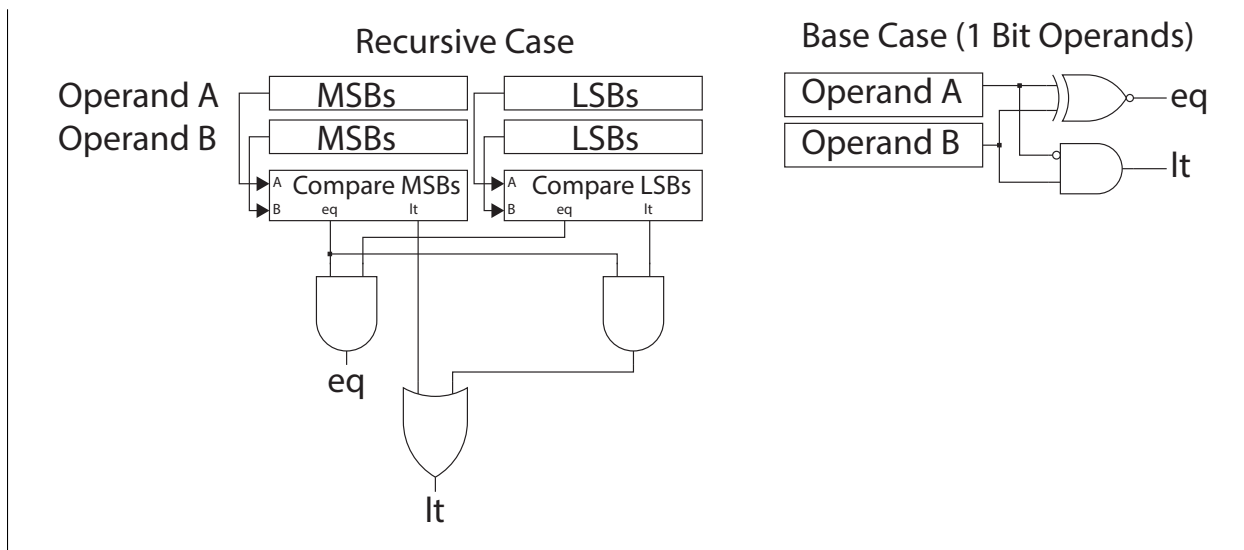 Recursive Case
Operand A
MSBs
LSBs
Operand B
MSBs
LSBs
A
Compare MSBs
B
eq
lt
A
Compare LSBs
B
eq
lt
eq
lt
Base Case (1 Bit Operands)
Operand A
eq
Operand B
lt